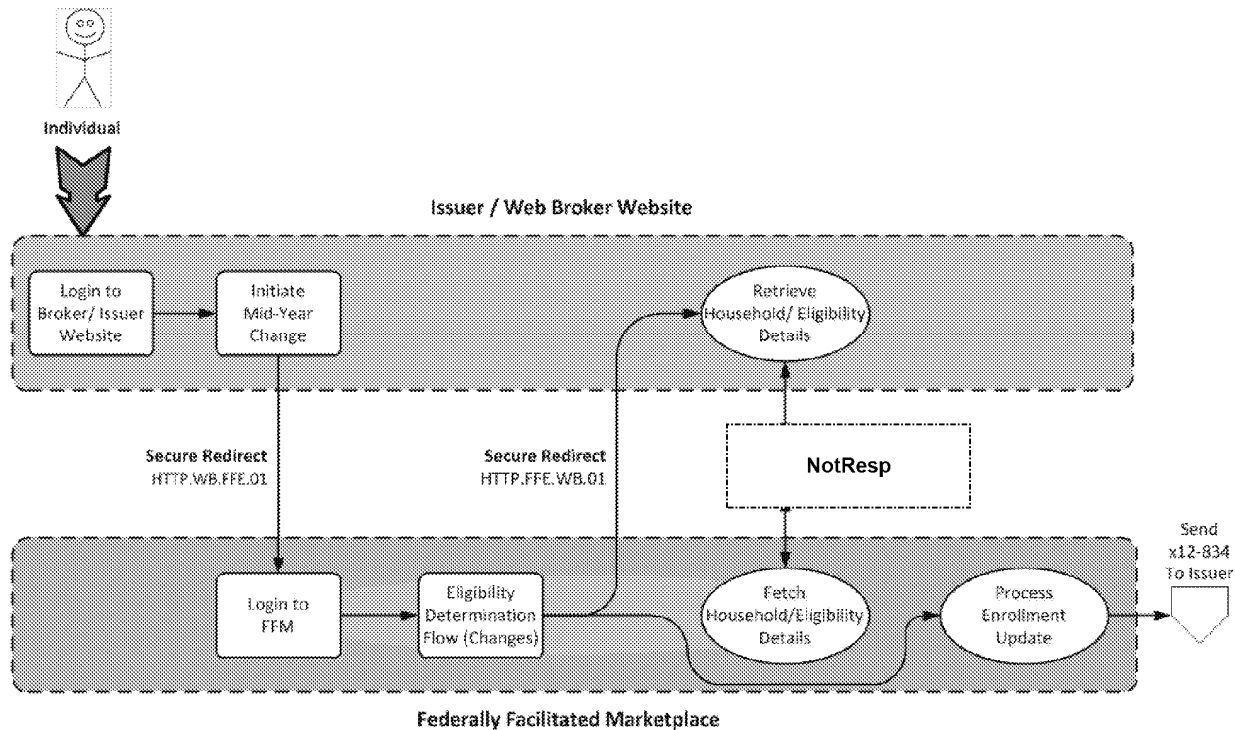 Individual
Issuer / Web Broker Website
Login to
Broker/ Issuer
Website
Initiate
Mid-Year
Change
Retrieve
Household/ Eligibility
Details
Secure Redirect
HTTP.WB.FFE.01
Secure Redirect
HTTP.FFE.WB.01
NotResp
Login to
FFM
Eligibility
Determination
Flow (Changes)
Fetch
Household/Eligibility
Details
Process
Enrollment
Update
Send
x12-834
To Issuer
Federally Facilitated Marketplace